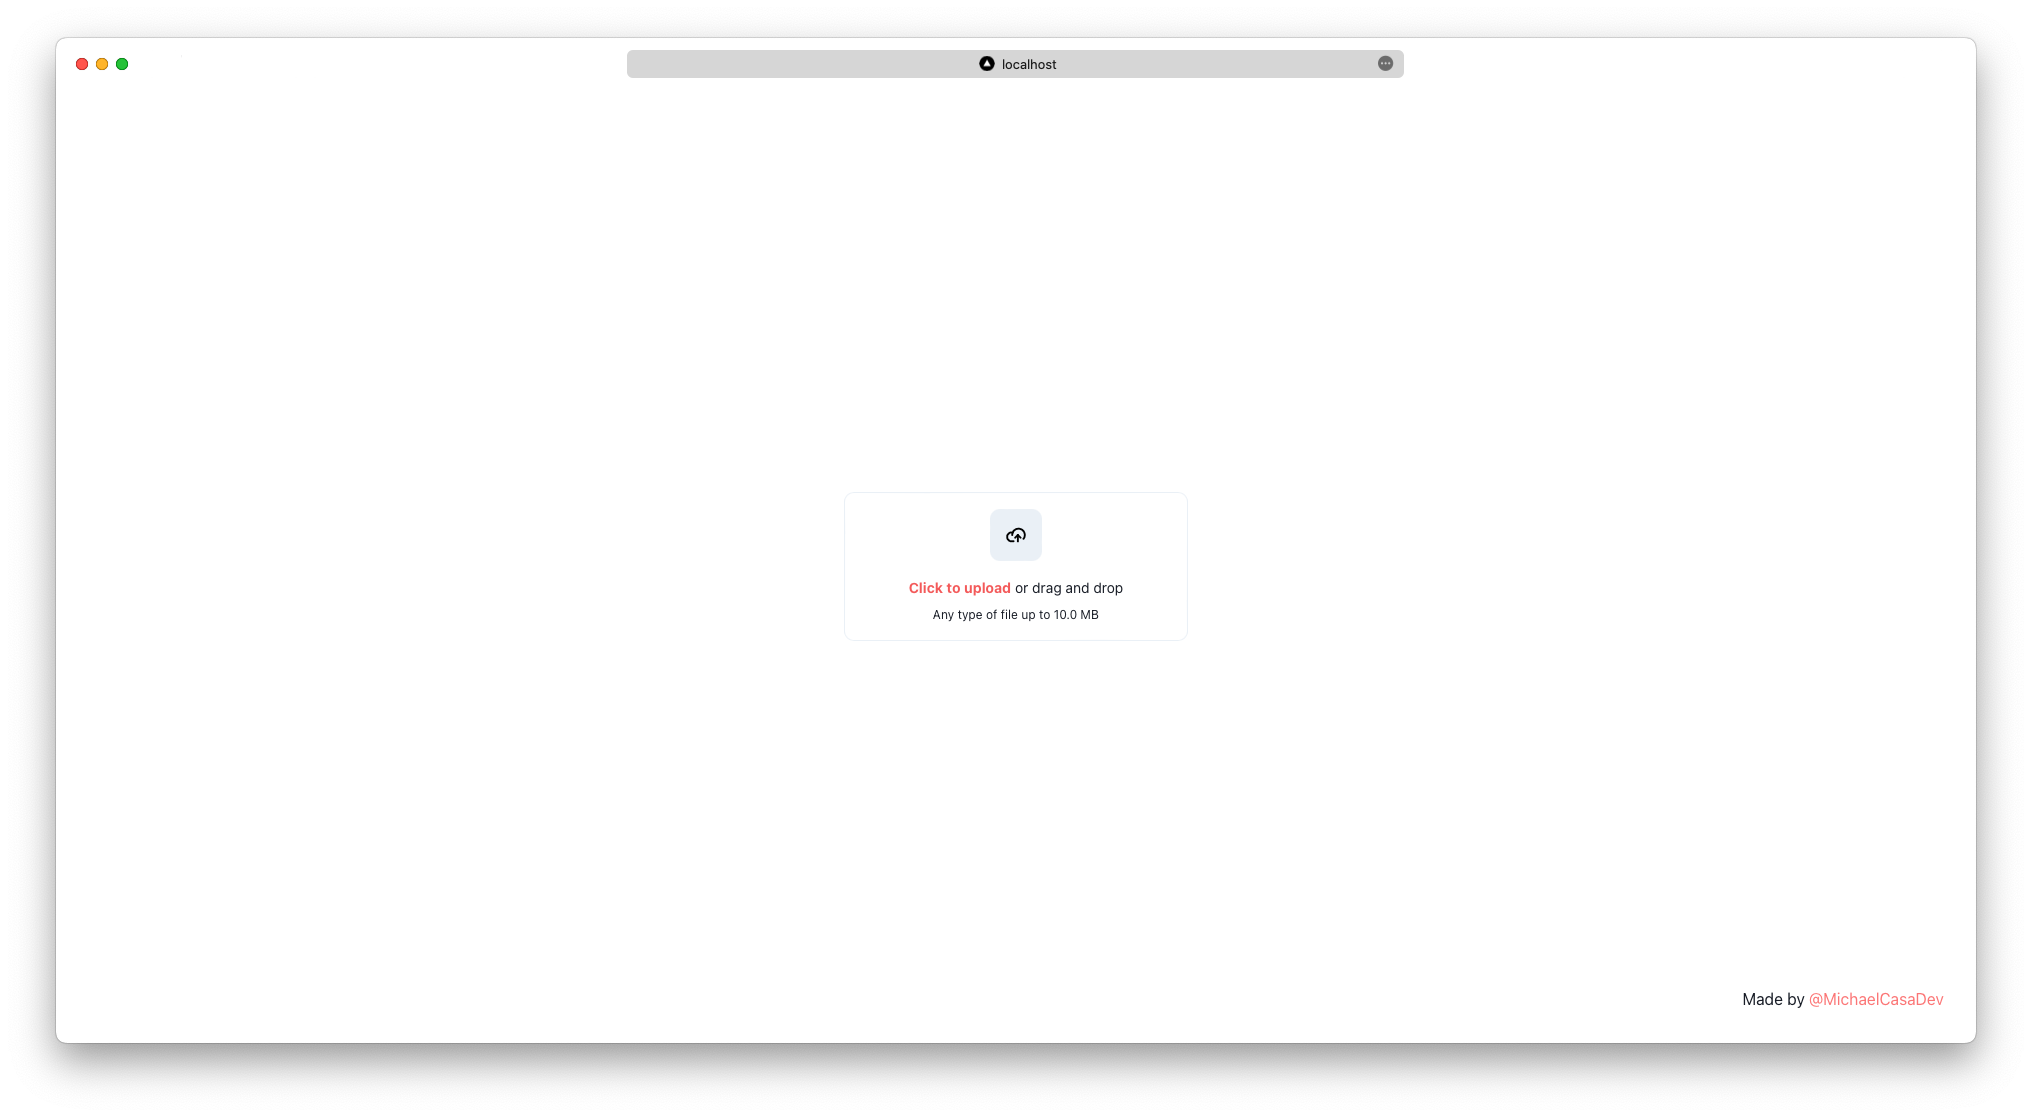 localhost
Click to upload or drag and drop
Any type of file up to 10.0 MB
Made by @MichaelCasaDev